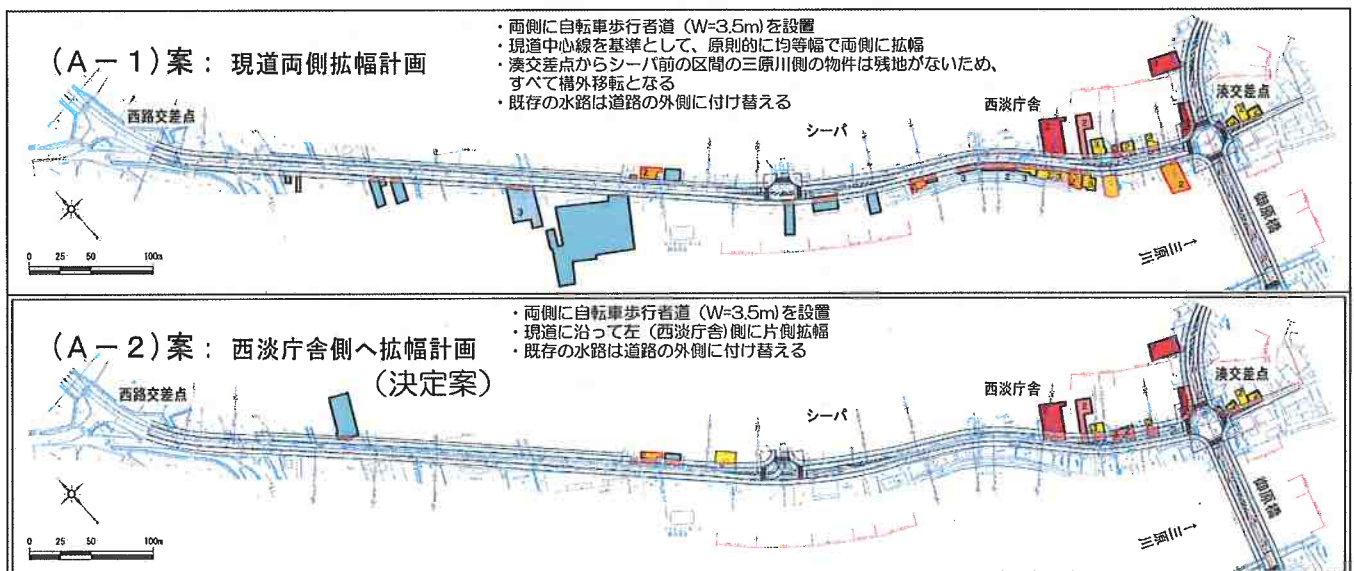 (A-1)案: 現道両側拡幅計画
・両側に自転車歩行者道 (W=3.5m)を設置
・現道中心線を基準として、原則的に均等幅で両側に拡幅
・湊交差点からシーパ前の区間の三原川側の物件は残地がないため、
すべて構外移転となる
・既存の水路は道路の外側に付け替える
西路交差点
シーパ
西淡庁舎
湊交差点
御原橋
三原川
0 25 50 100m
(A-2)案: 西淡庁舎側へ拡幅計画
(決定案)
・両側に自転車歩行者道 (W=3.5m)を設置
・現道に沿って左 (西淡庁舎)側に片側拡幅
・既存の水路は道路の外側に付け替える
西路交差点
シーパ
西淡庁舎
湊交差点
御原橋
三原川
0 25 50 100m